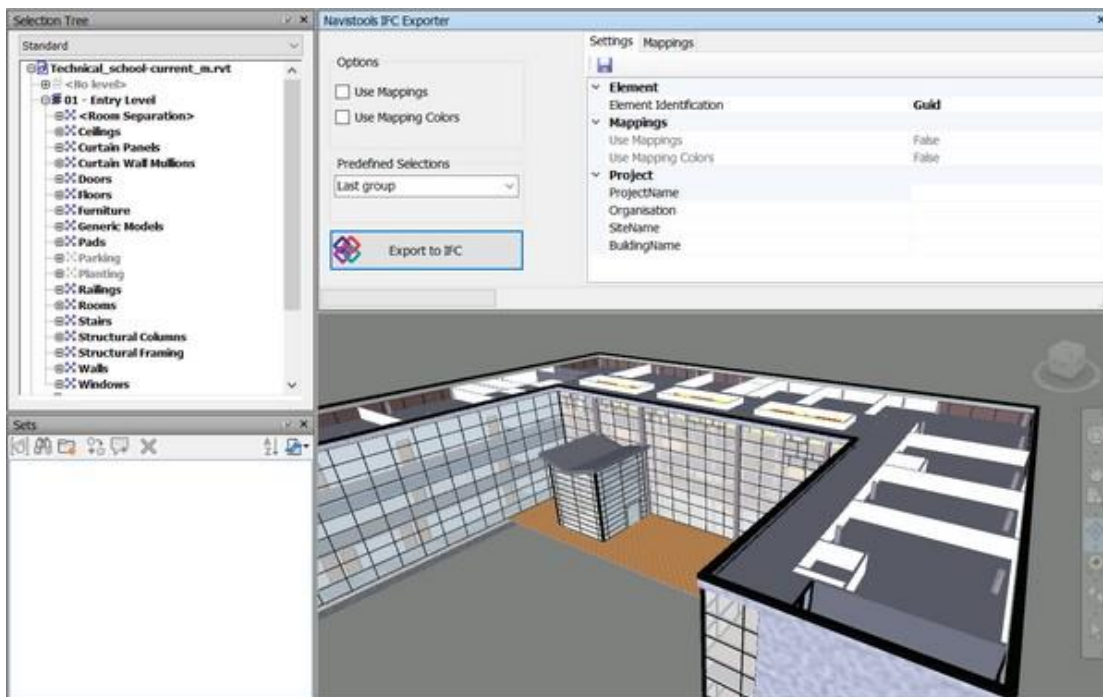 Selection Tree
Standard
Technical_school-current_m.rvt
<No level>
01 - Entry Level
<Room Separation>
Ceilings
Curtain Panels
Curtain Wall Mullions
Doors
Floors
Furniture
Generic Models
Pads
Parking
Planting
Railings
Rooms
Stairs
Structural Columns
Structural Framing
Walls
Windows
Sets
Navistools IFC Exporter
Options
Use Mappings
Use Mapping Colors
Predefined Selections
Last group
Export to IFC
Settings Mappings
Element
Element Identification Guid
Mappings
Use Mappings False
Use Mapping Colors False
Project
ProjectName
Organisation
SiteName
BuildingName